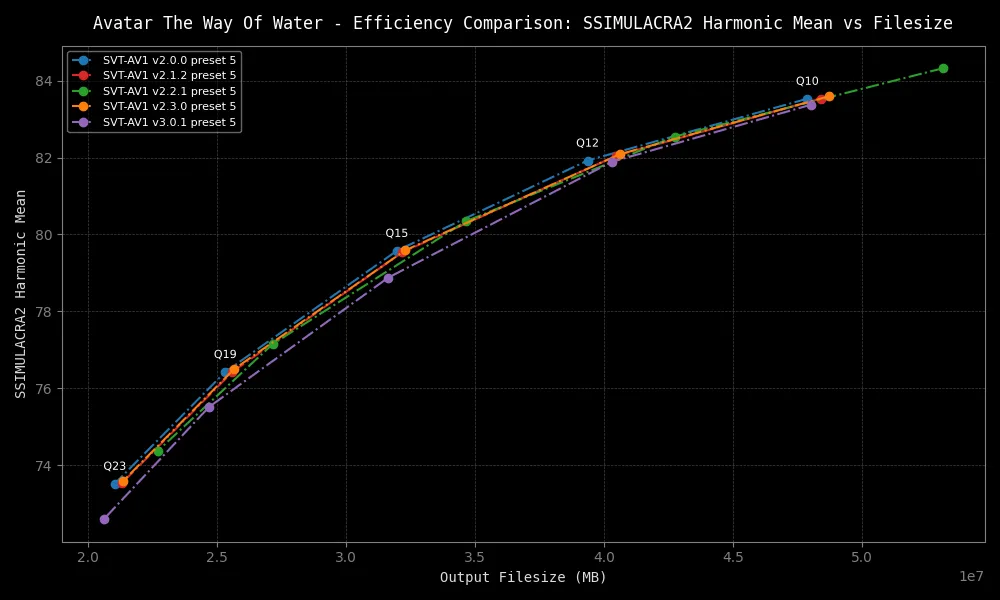 Avatar The Way Of Water - Efficiency Comparison: SSIMULACRA2 Harmonic Mean vs Filesize
SVT-AV1 v2.0.0 preset 5
SVT-AV1 v2.1.2 preset 5
SVT-AV1 v2.2.1 preset 5
SVT-AV1 v2.3.0 preset 5
SVT-AV1 v3.0.1 preset 5
Q10
Q12
Q15
Q19
Q23
SSIMULACRA2 Harmonic Mean
84
82
80
78
76
74
2.0 2.5 3.0 3.5 4.0 4.5 5.0
1e7
Output Filesize (MB)